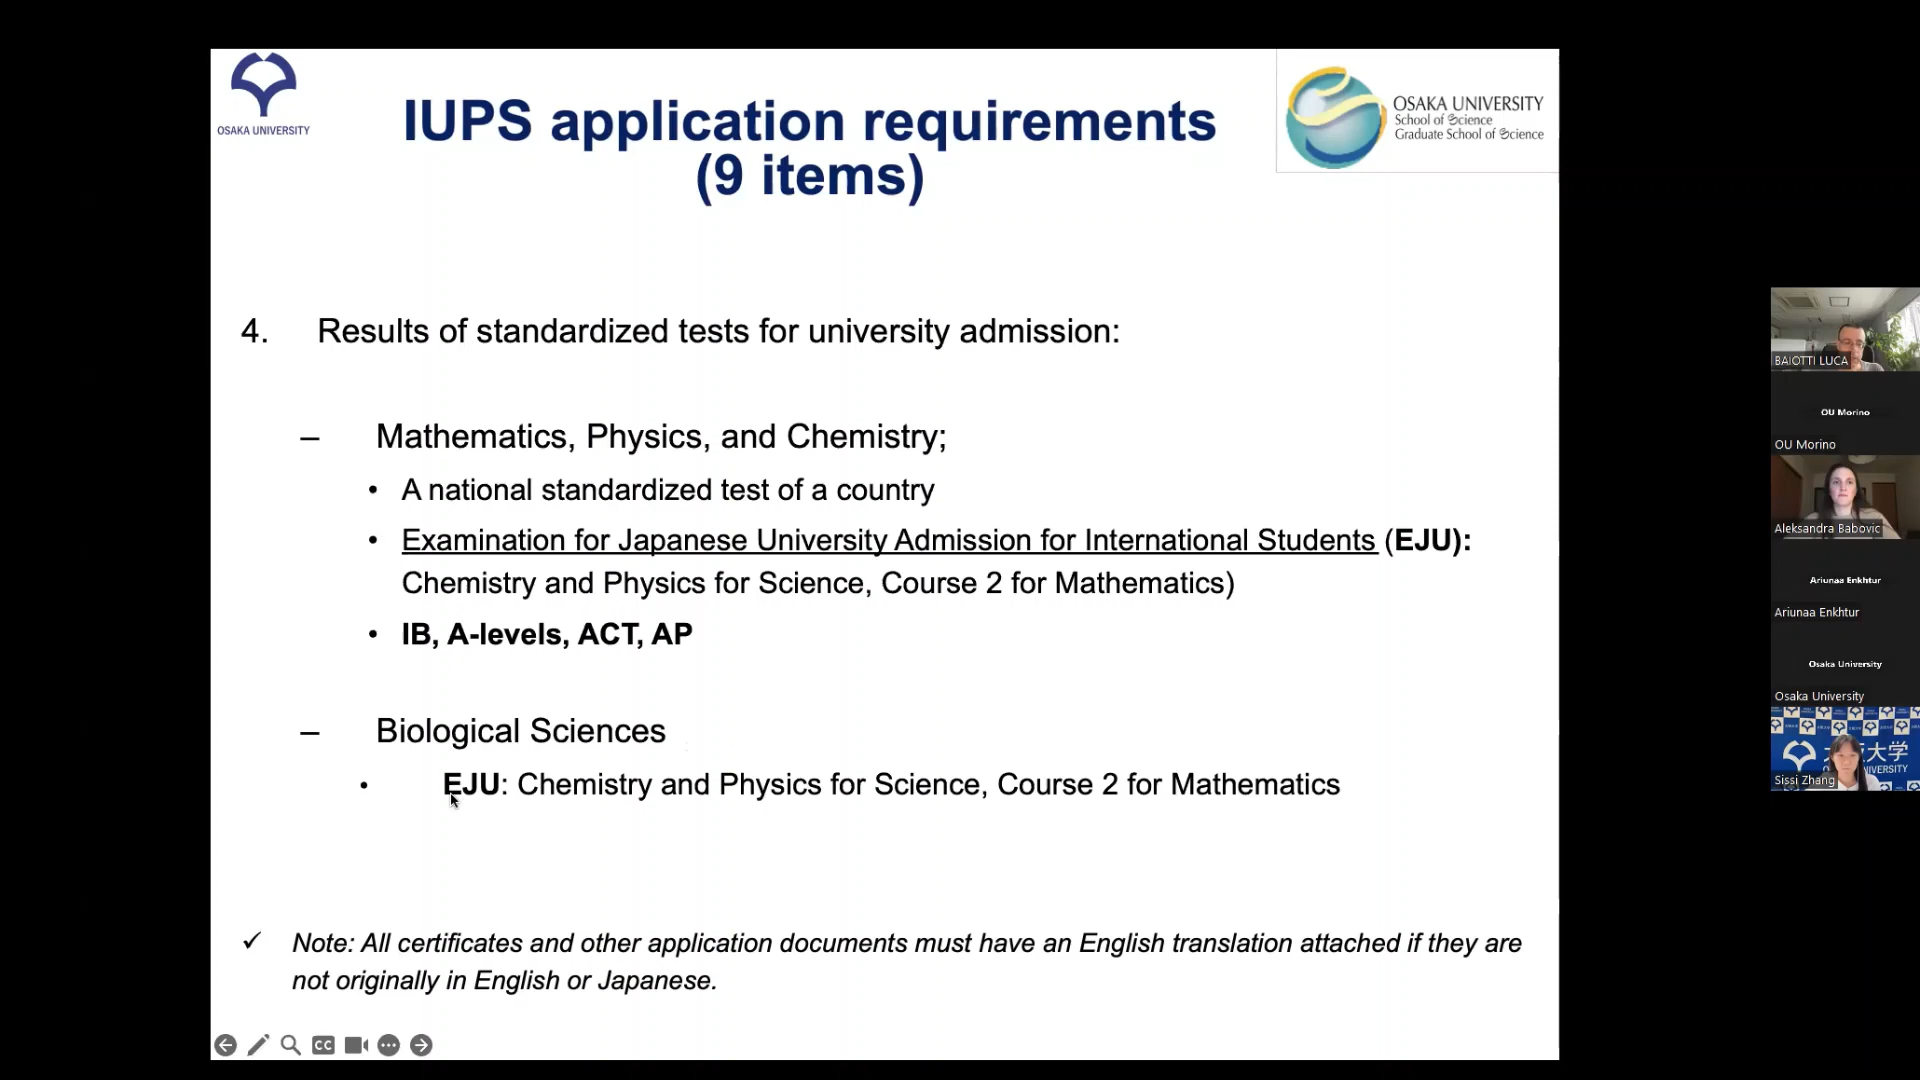 OSAKA UNIVERSITY
IUPS application requirements
(9 items)
OSAKA UNIVERSITY
School of Science
Graduate School of Science
4. Results of standardized tests for university admission:
– Mathematics, Physics, and Chemistry;
• A national standardized test of a country
• Examination for Japanese University Admission for International Students (EJU):
Chemistry and Physics for Science, Course 2 for Mathematics)
• IB, A-levels, ACT, AP
– Biological Sciences
• EJU: Chemistry and Physics for Science, Course 2 for Mathematics
✓ Note: All certificates and other application documents must have an English translation attached if they are
not originally in English or Japanese.
CC
BAIOTTI LUCA
OU Morino
OU Morino
Aleksandra Babovic
Ariunaa Enkhtur
Ariunaa Enkhtur
Osaka University
Osaka University
大学
Sissi Zhang